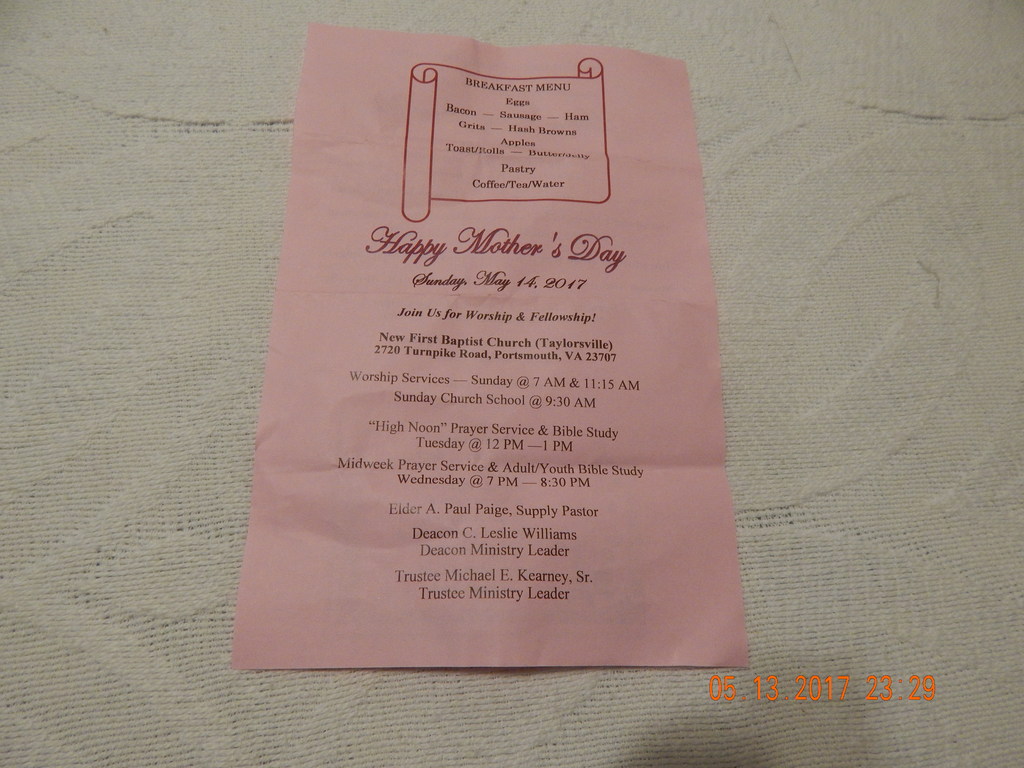 BREAKFAST MENU
Eggs
Bacon — Sausage — Ham
Grits — Hash Browns
Apples
Toast/Rolls — Butter/Jelly
Pastry
Coffee/Tea/Water
Happy Mother's Day
Sunday, May 14, 2017
Join Us for Worship & Fellowship!
New First Baptist Church (Taylorsville)
2720 Turnpike Road, Portsmouth, VA 23707
Worship Services — Sunday @ 7 AM & 11:15 AM
Sunday Church School @ 9:30 AM
“High Noon” Prayer Service & Bible Study
Tuesday @ 12 PM —1 PM
Midweek Prayer Service & Adult/Youth Bible Study
Wednesday @ 7 PM — 8:30 PM
Elder A. Paul Paige, Supply Pastor
Deacon C. Leslie Williams
Deacon Ministry Leader
Trustee Michael E. Kearney, Sr.
Trustee Ministry Leader
05.13.2017 23:29